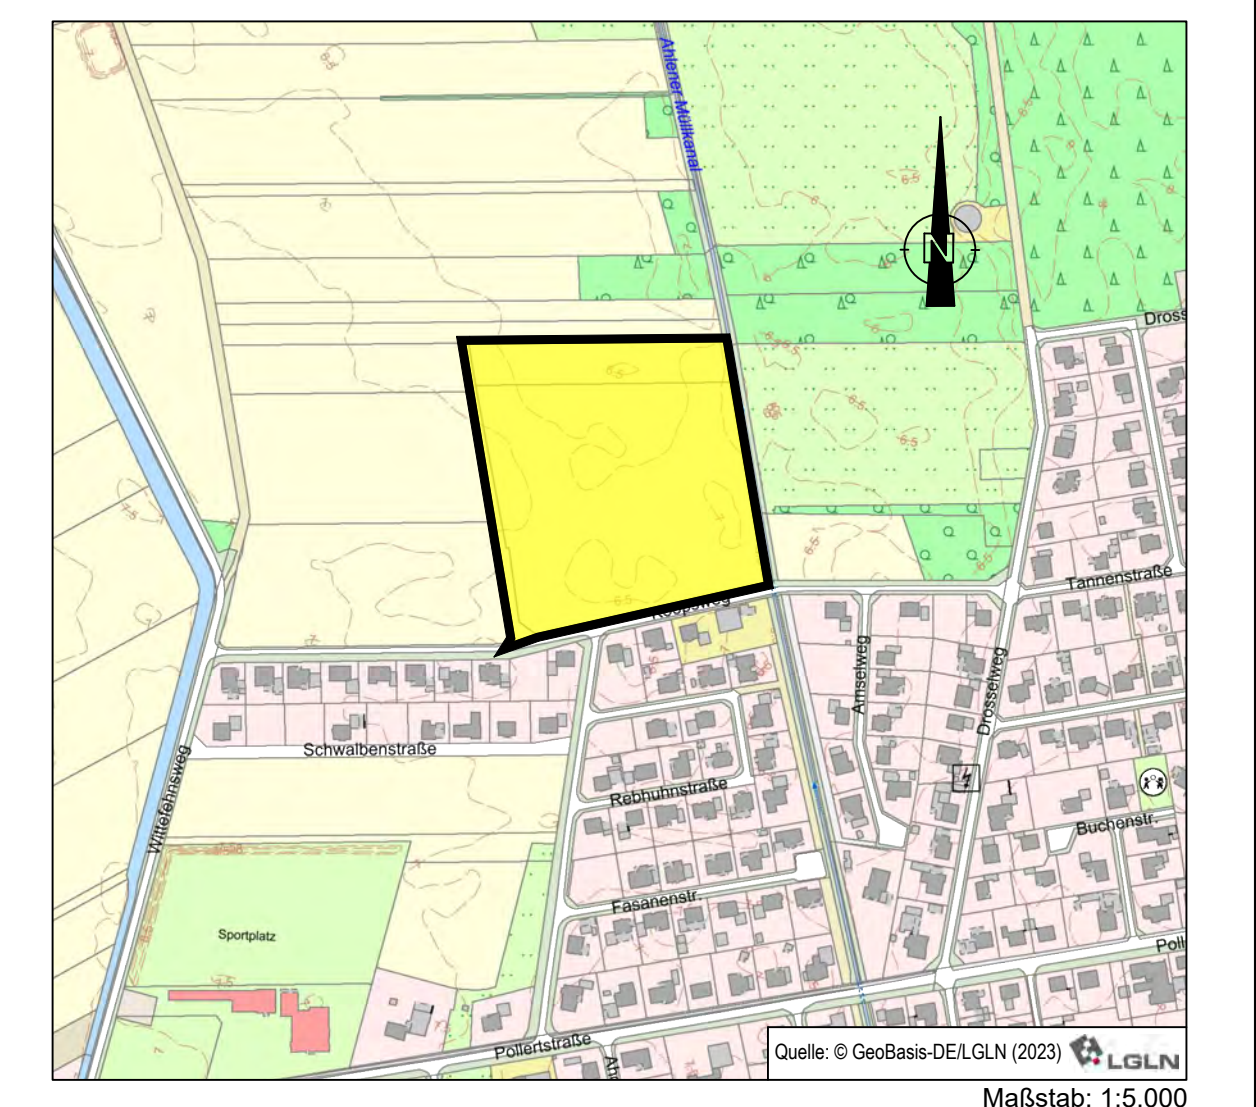 Ahlener Müllkanal
N
Dross
Tannenstraße
Amselweg
Drosselweg
Schwalbenstraße
Wittefehnsweg
Rebhuhnstraße
Buchenstr.
Fasanenstr.
Sportplatz
Poll
Pollertstraße
Aho
Quelle: © GeoBasis-DE/LGLN (2023)
LGLN
Maßstab: 1:5.000